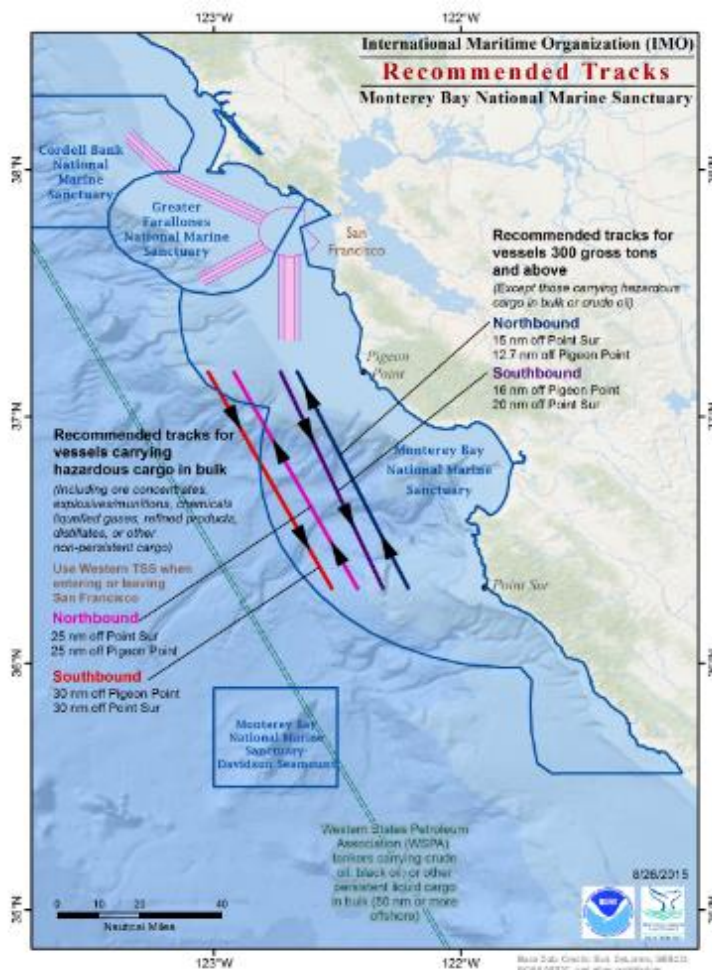 123°W
122°W
International Maritime Organization (IMO)
Recommended Tracks
Monterey Bay National Marine Sanctuary
38°N
38°N
Cordell Bank
National
Marine
Sanctuary
Greater
Farallones
National Marine
Sanctuary
San
Francisco
Recommended tracks for
vessels 300 gross tons
and above
(Except those carrying hazardous
cargo in bulk or crude oil)
Northbound
15 nm off Point Sur
12.7 nm off Pigeon Point
Southbound
16 nm off Pigeon Point
20 nm off Point Sur
Pigeon
Point
37°N
37°N
Recommended tracks for
vessels carrying
hazardous cargo in bulk
(Including ore concentrates,
explosives/munitions, chemicals
liquefied gases, refined products,
distillates, or other
non-persistent cargo)
Use Western TSS when
entering or leaving
San Francisco
Northbound
25 nm off Point Sur
25 nm off Pigeon Point
Southbound
30 nm off Pigeon Point
30 nm off Point Sur
Monterey Bay
National Marine
Sanctuary
Point Sur
36°N
36°N
Monterey Bay
National Marine
Sanctuary-
Davidson Seamount
Western States Petroleum
Association (WSPA)
tankers carrying crude
oil, black oil, or other
persistent liquid cargo
in bulk (50 nm or more
offshore)
8/26/2015
35°N
35°N
0 10 20 40
Nautical Miles
NOAA
123°W
122°W